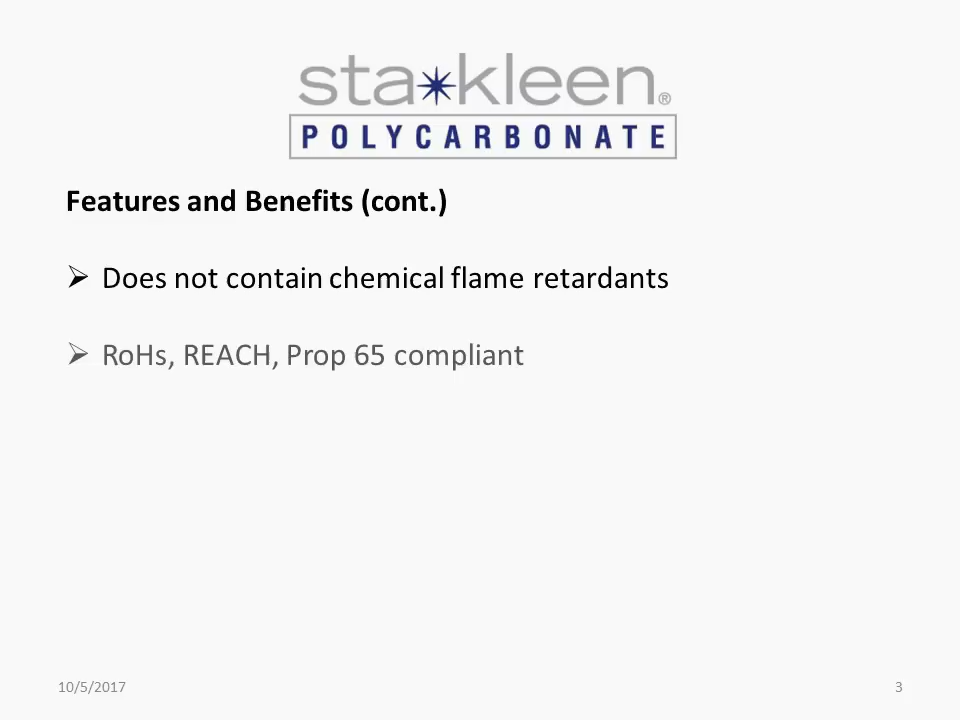 sta*kleen®
POLYCARBONATE
Features and Benefits (cont.)
➢ Does not contain chemical flame retardants
➢ RoHs, REACH, Prop 65 compliant
10/5/2017
3